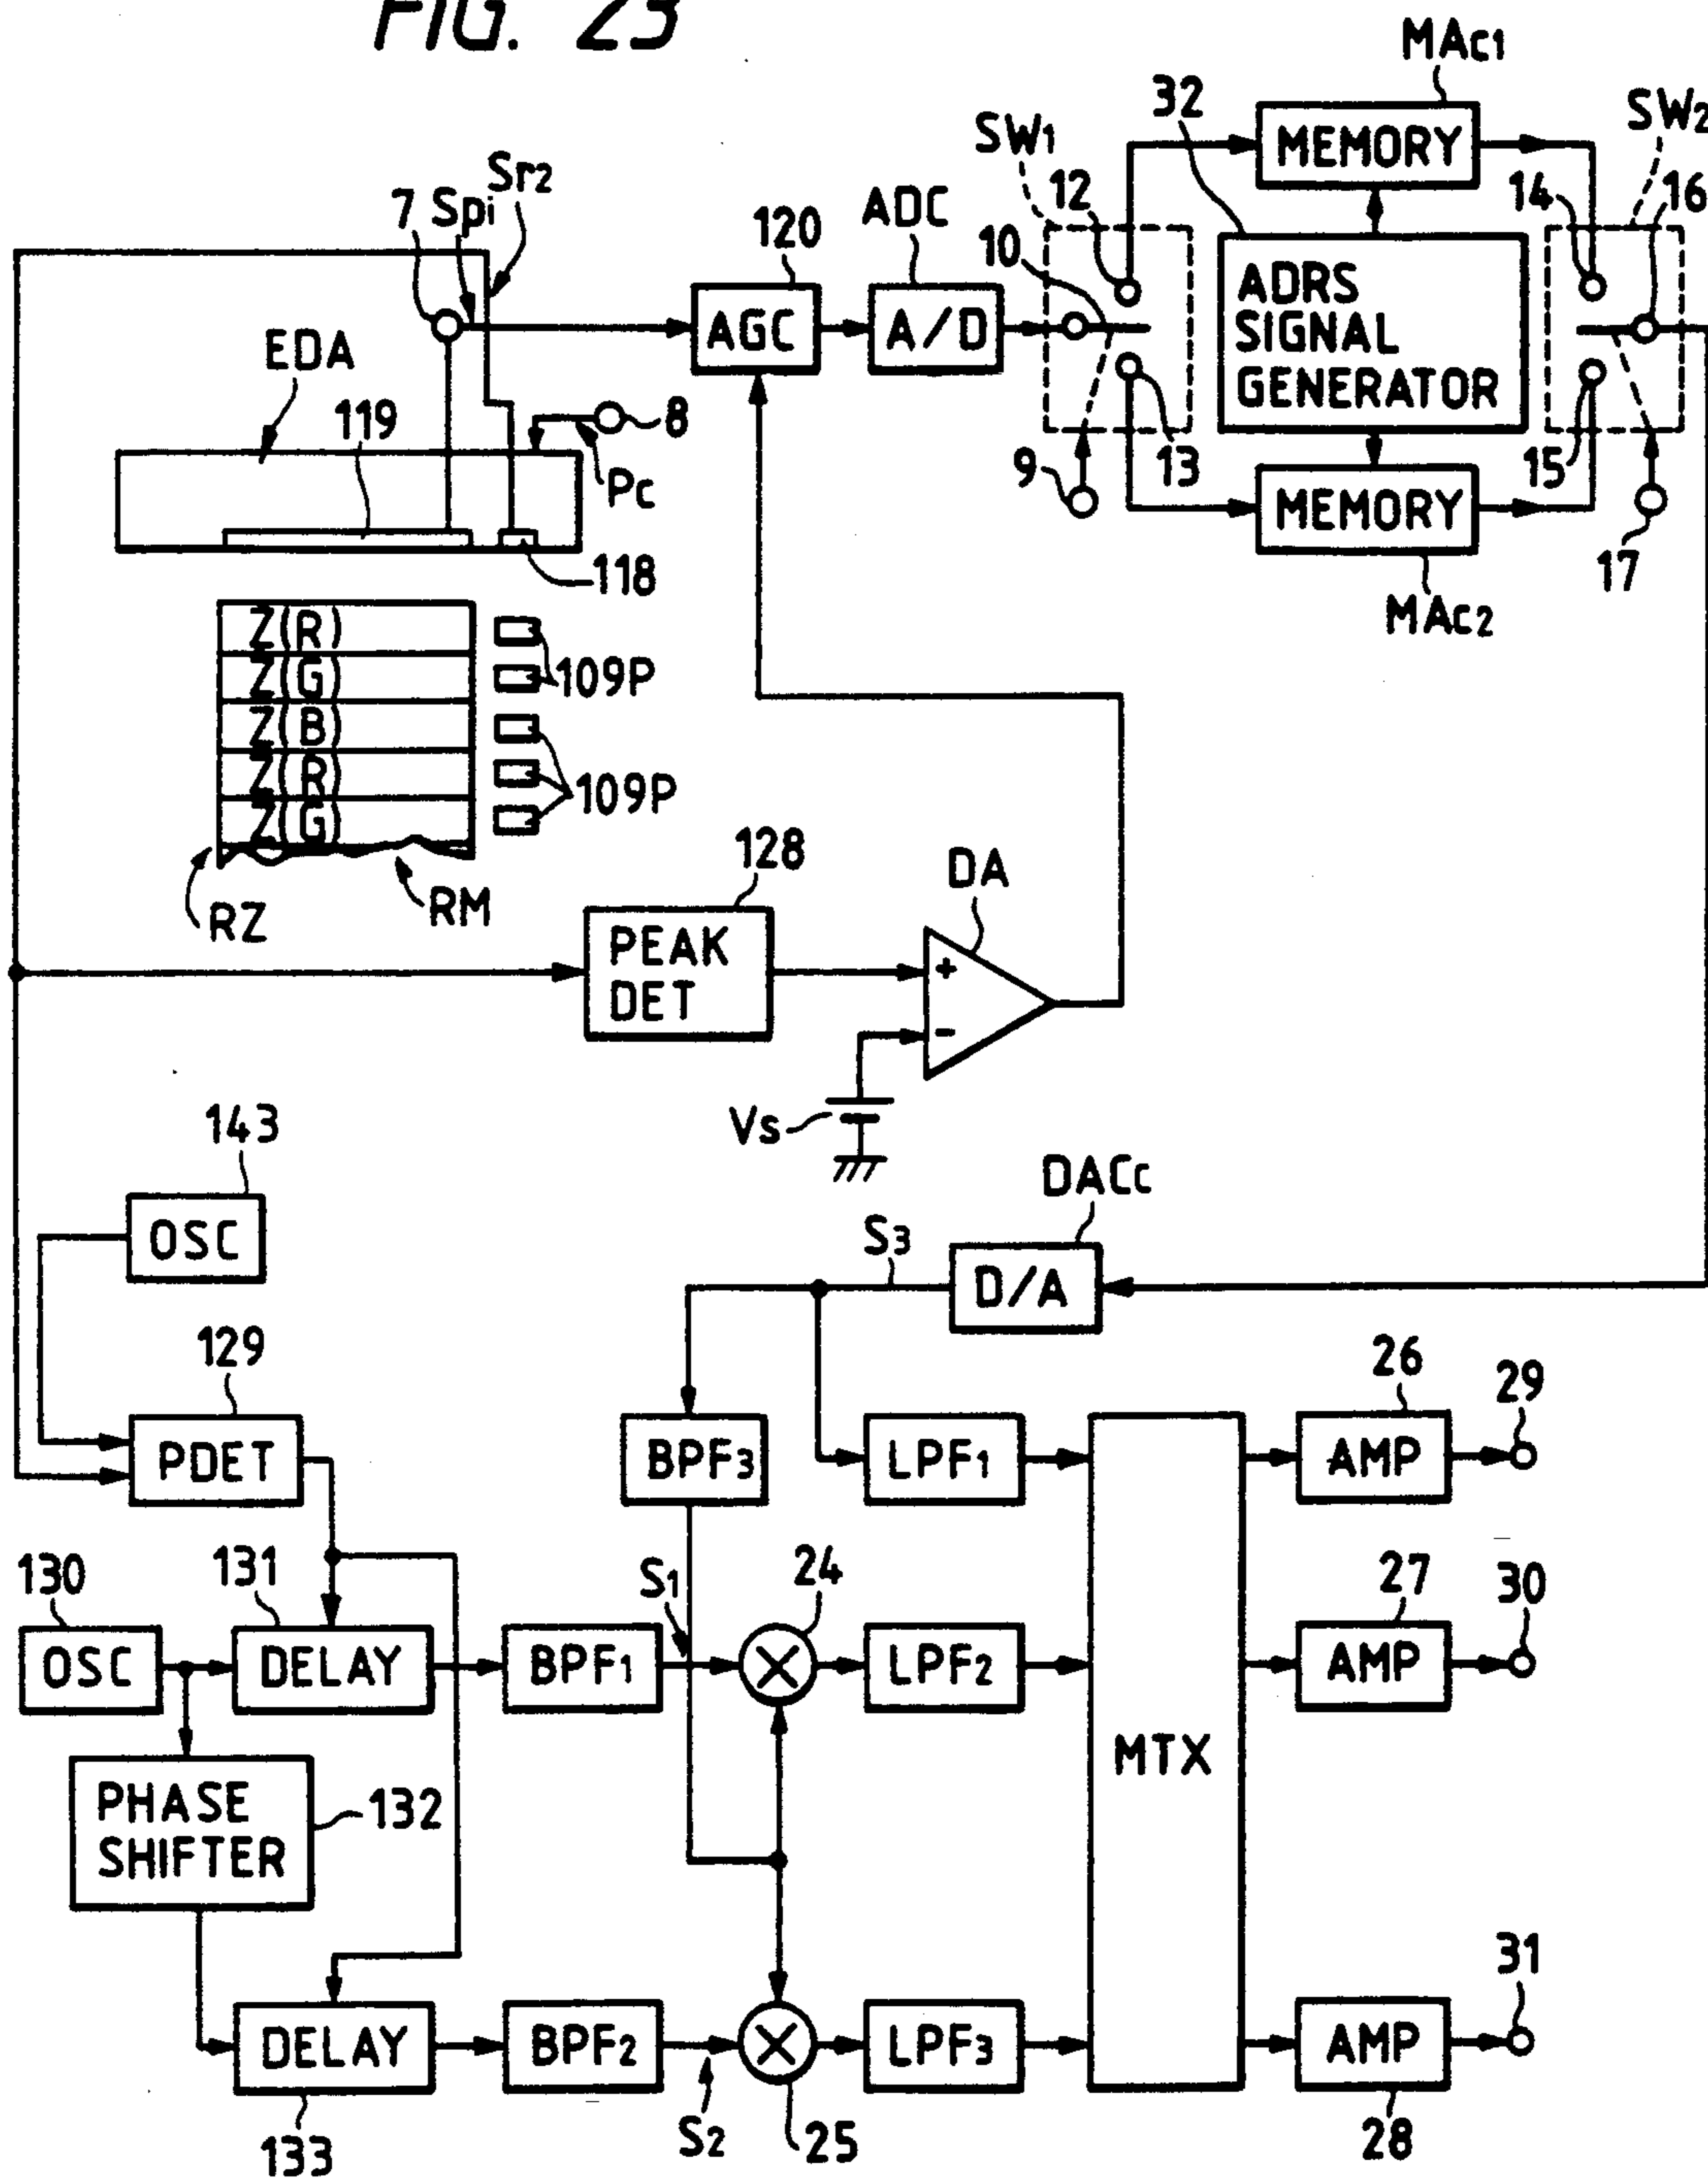 FIG. 23
MAC1
32
SW1
SW2
MEMORY
Sr2
7 Spi
12
14
16
ADC
120
10
EDA
AGC
A/D
ADRS
SIGNAL
GENERATOR
119
8
Pc
9
13
15
MEMORY
118
17
MAC2
Z(R)
Z(G)
109P
Z(B)
Z(R)
109P
Z(G)
128
DA
RZ
RM
PEAK
DET
+
-
Vs
143
DACc
OSC
S3
D/A
129
26
29
PDET
BPF3
LPF1
AMP
130
131
S1
24
27
30
OSC
DELAY
BPF1
LPF2
AMP
MTX
PHASE
SHIFTER
132
31
DELAY
BPF2
LPF3
AMP
133
S2
25
28